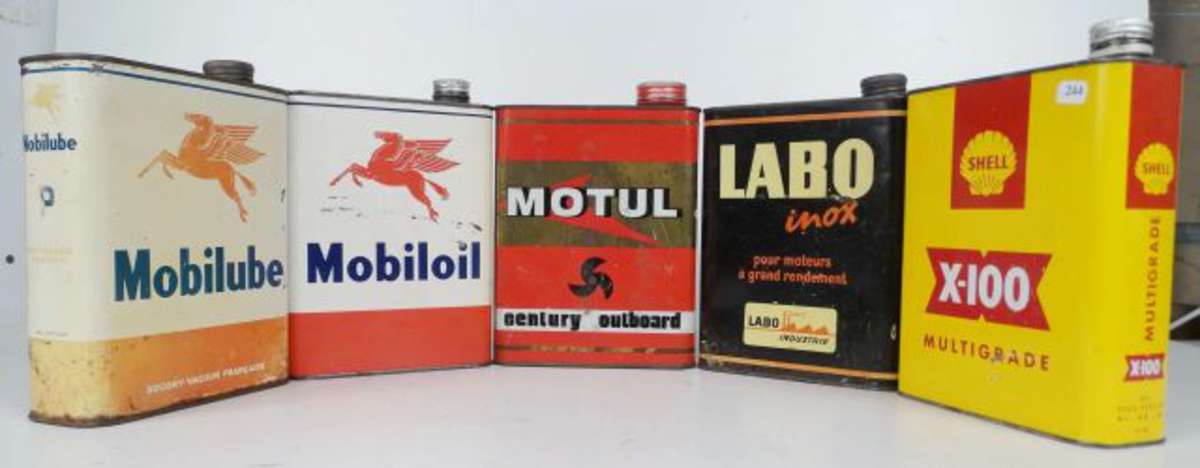 Mobilube
Mobilube
SOCONY-VACUUM FRANÇAISE
Mobiloil
MOTUL
century outboard
LABO
inox
pour moteurs
à grand rendement
LABO
INDUSTRIE
244
SHELL
X-100
MULTIGRADE
SHELL
MULTIGRADE
X-100